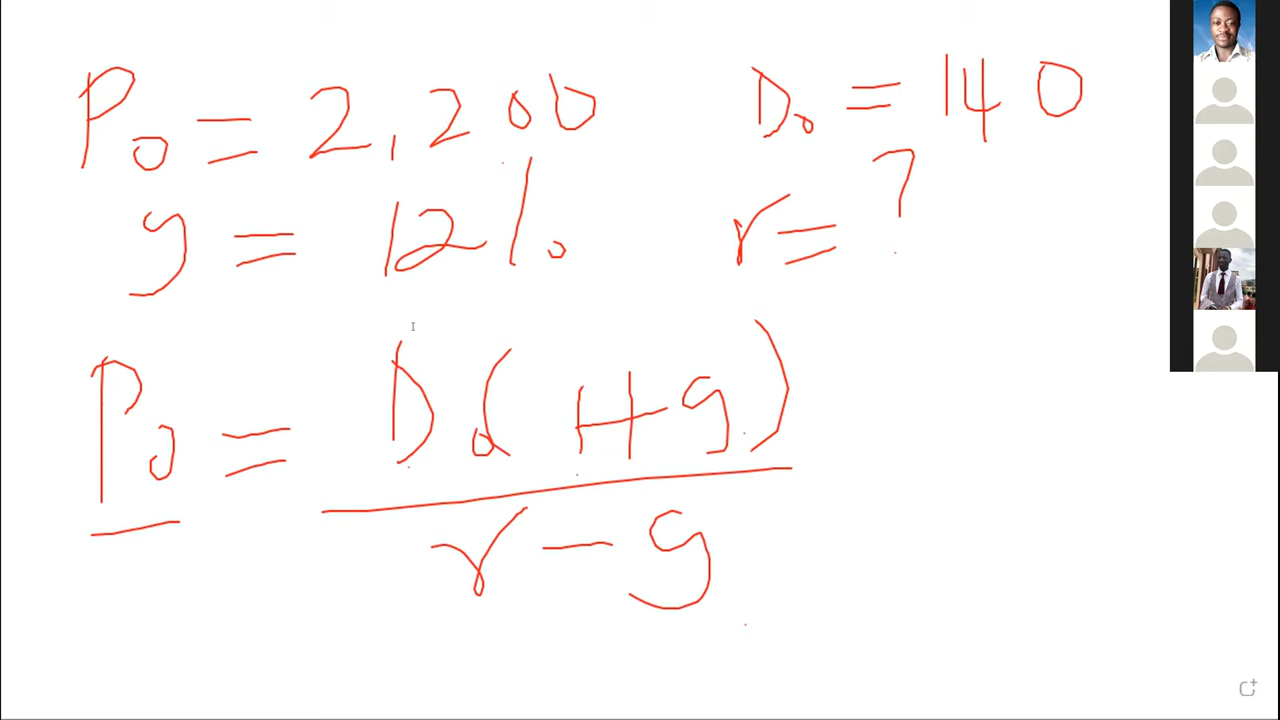 P₀ = 2,200 D₀ = 140
g = 12% r = ?
P₀ = D₀(1+g)
r - g